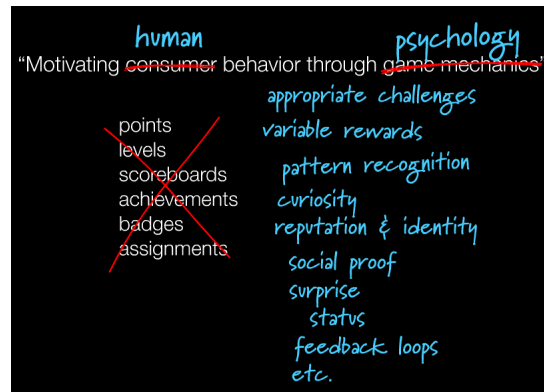 human psychology
“Motivating consumer behavior through game mechanics”
appropriate challenges
points
variable rewards
levels
pattern recognition
scoreboards
achievements
curiosity
badges
reputation & identity
assignments
social proof
surprise
status
feedback loops
etc.